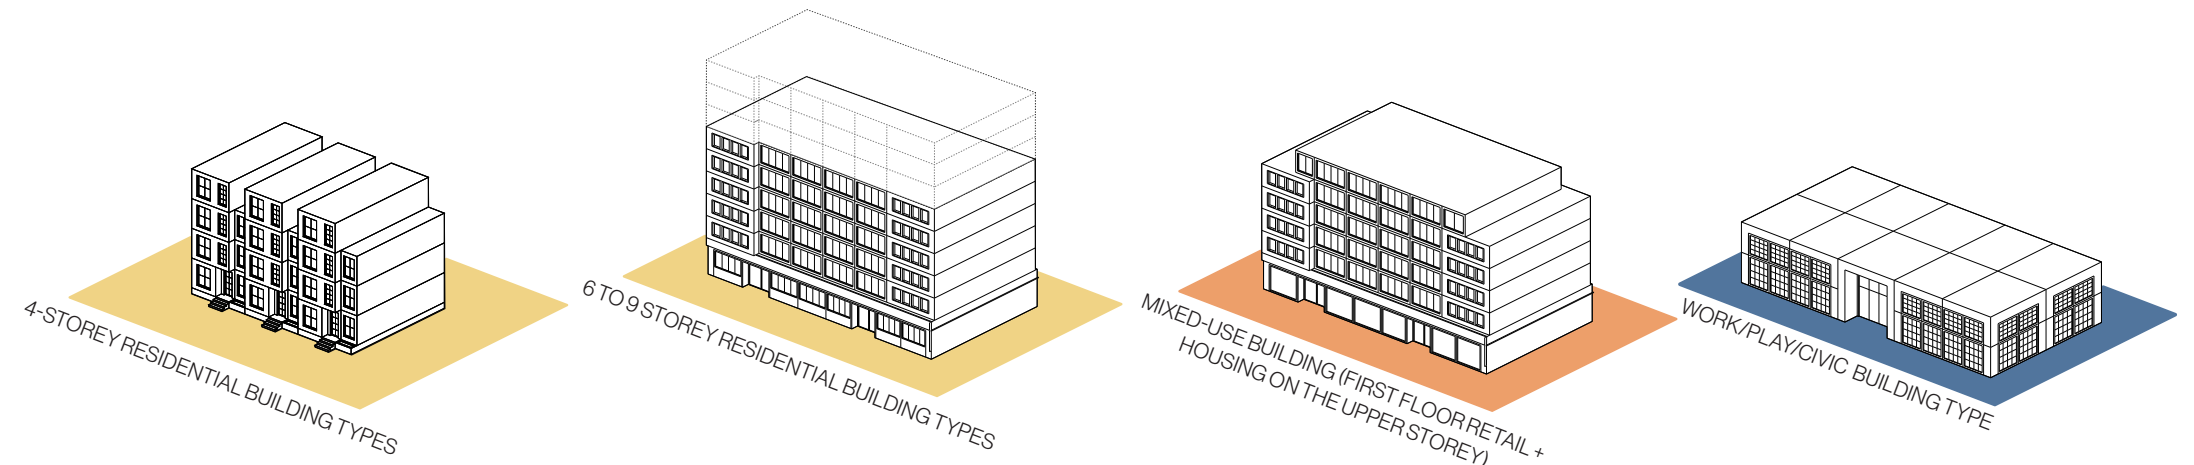 4-STOREY RESIDENTIAL BUILDING TYPES
6 TO 9 STOREY RESIDENTIAL BUILDING TYPES
MIXED-USE BUILDING (FIRST FLOOR RETAIL +
HOUSING ON THE UPPER STOREY)
WORK/PLAY/CIVIC BUILDING TYPE